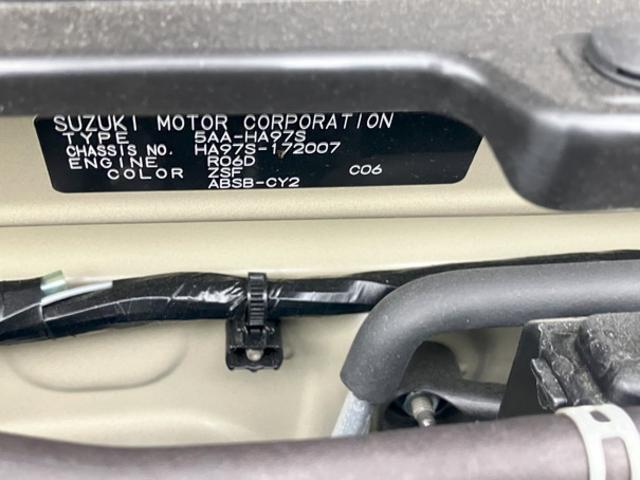 SUZUKI MOTOR CORPORATION
TYPE 5AA-HA97S
CHASSIS NO. HA97S-172007
ENGINE R06D
COLOR ZSF C06
ABSB-CY2